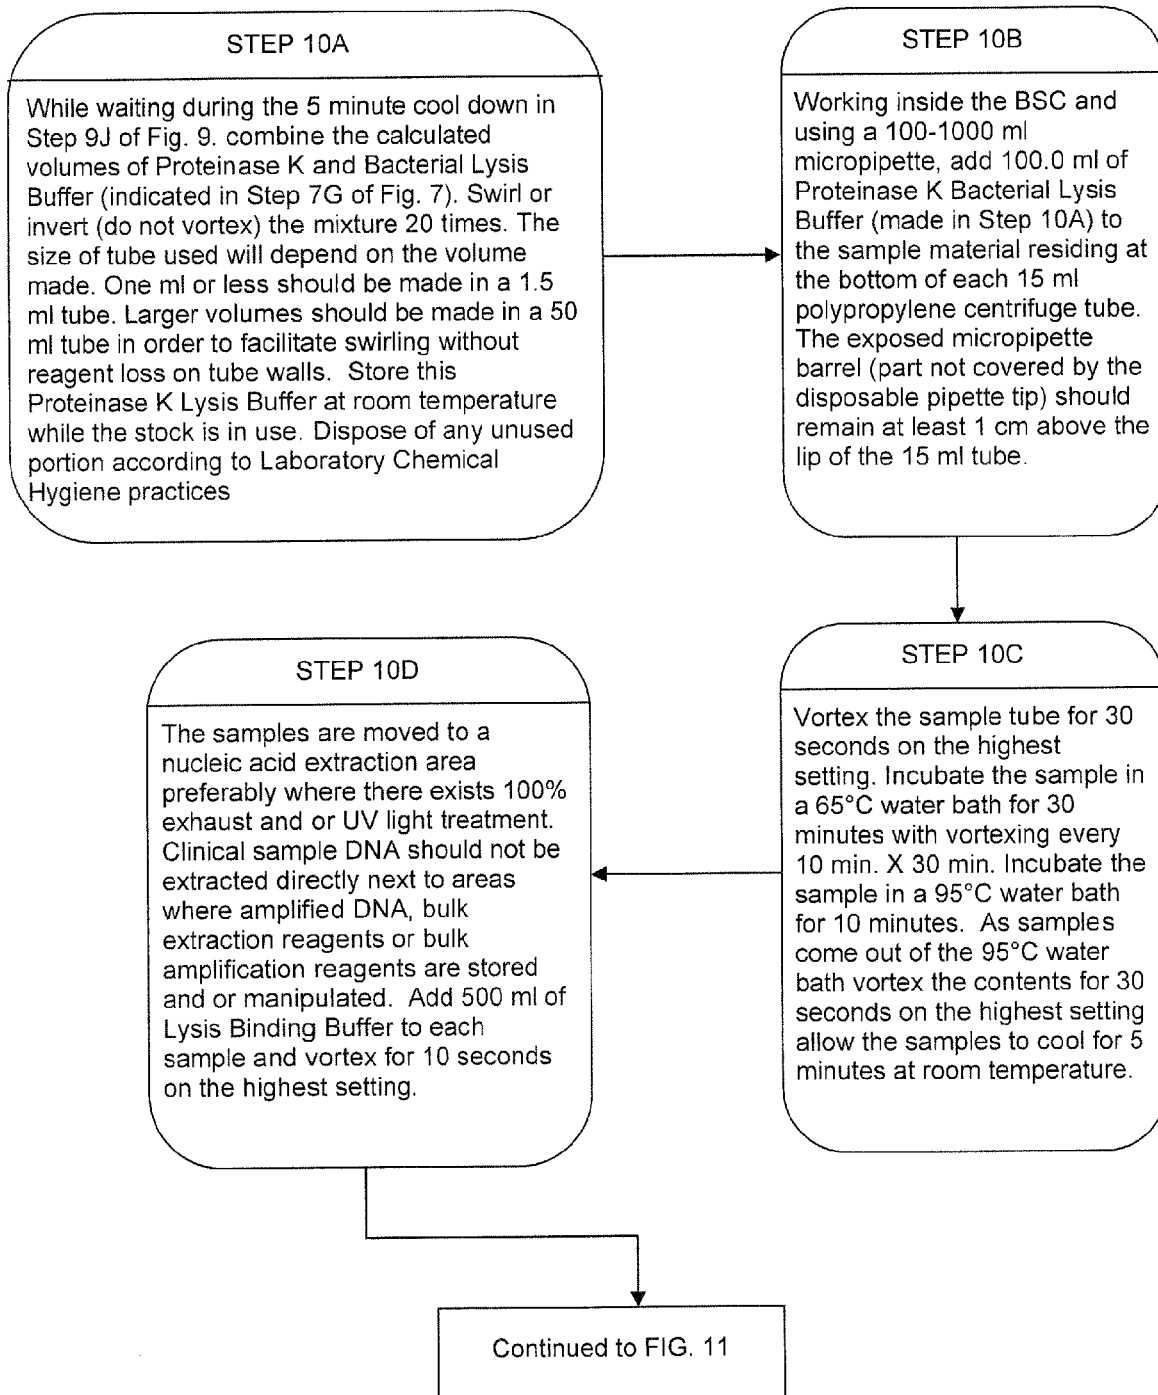 STEP 10A
While waiting during the 5 minute cool down in
Step 9J of Fig. 9. combine the calculated
volumes of Proteinase K and Bacterial Lysis
Buffer (indicated in Step 7G of Fig. 7). Swirl or
invert (do not vortex) the mixture 20 times. The
size of tube used will depend on the volume
made. One ml or less should be made in a 1.5
ml tube. Larger volumes should be made in a 50
ml tube in order to facilitate swirling without
reagent loss on tube walls. Store this
Proteinase K Lysis Buffer at room temperature
while the stock is in use. Dispose of any unused
portion according to Laboratory Chemical
Hygiene practices
STEP 10B
Working inside the BSC and
using a 100-1000 ml
micropipette, add 100.0 ml of
Proteinase K Bacterial Lysis
Buffer (made in Step 10A) to
the sample material residing at
the bottom of each 15 ml
polypropylene centrifuge tube.
The exposed micropipette
barrel (part not covered by the
disposable pipette tip) should
remain at least 1 cm above the
lip of the 15 ml tube.
STEP 10C
Vortex the sample tube for 30
seconds on the highest
setting. Incubate the sample in
a 65°C water bath for 30
minutes with vortexing every
10 min. X 30 min. Incubate the
sample in a 95°C water bath
for 10 minutes. As samples
come out of the 95°C water
bath vortex the contents for 30
seconds on the highest setting
allow the samples to cool for 5
minutes at room temperature.
STEP 10D
The samples are moved to a
nucleic acid extraction area
preferably where there exists 100%
exhaust and or UV light treatment.
Clinical sample DNA should not be
extracted directly next to areas
where amplified DNA, bulk
extraction reagents or bulk
amplification reagents are stored
and or manipulated. Add 500 ml of
Lysis Binding Buffer to each
sample and vortex for 10 seconds
on the highest setting.
Continued to FIG. 11